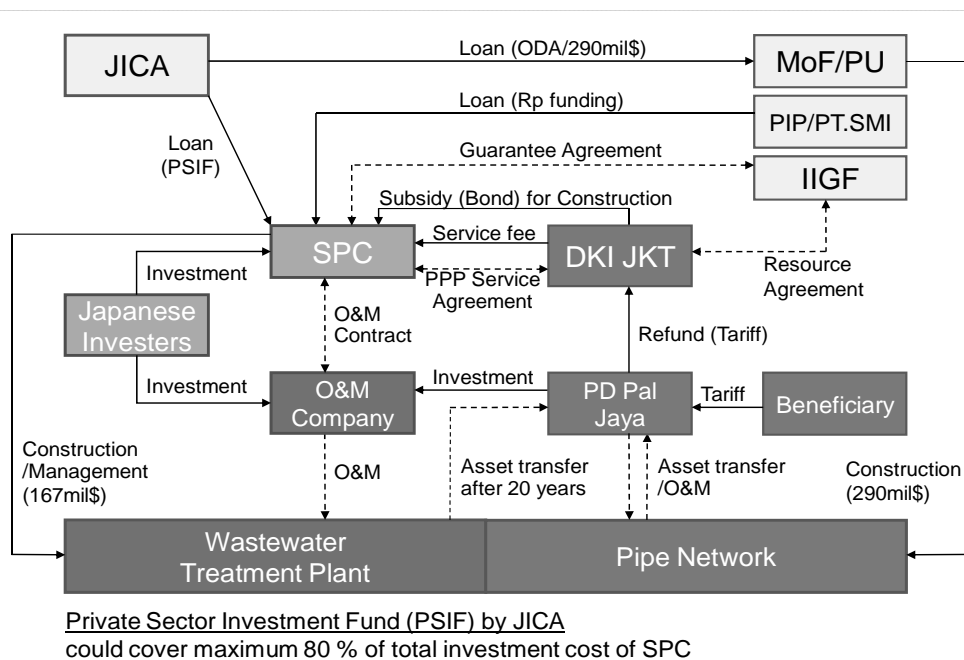 JICA
Loan (ODA/290mil$)
MoF/PU
Loan (Rp funding)
PIP/PT.SMI
Loan
(PSIF)
Guarantee Agreement
IIGF
Subsidy (Bond) for Construction
SPC
Service fee
DKI JKT
PPP Service
Agreement
Resource
Agreement
Investment
Japanese
Investers
O&M
Contract
Refund (Tariff)
Investment
O&M
Company
Investment
PD Pal
Jaya
Tariff
Beneficiary
Construction
/Management
(167mil$)
O&M
Asset transfer
after 20 years
Asset transfer
/O&M
Construction
(290mil$)
Wastewater
Treatment Plant
Pipe Network
Private Sector Investment Fund (PSIF) by JICA
could cover maximum 80 % of total investment cost of SPC